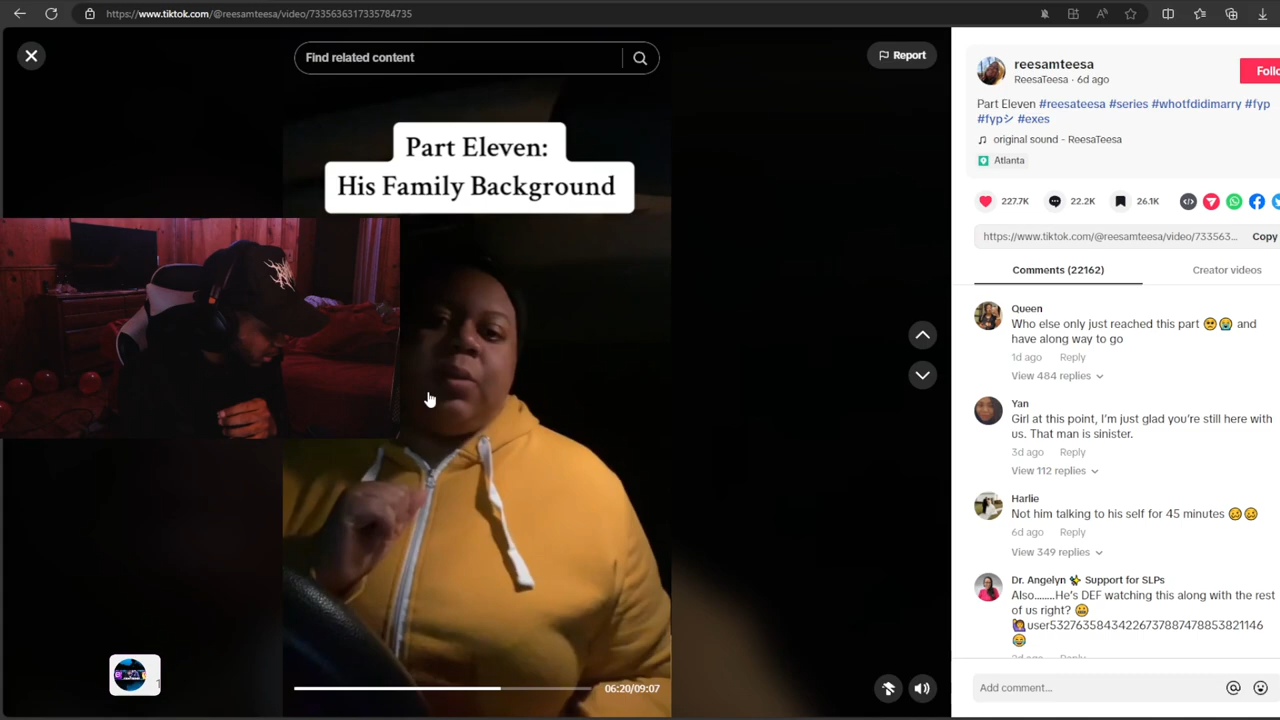 https://www.tiktok.com/@reesamteesa/video/7335636317335784735
Find related content
Report
Part Eleven:
His Family Background
06:20/09:07
reesamteesa
ReesaTeesa · 6d ago
Follo
Part Eleven #reesateesa #series #whotfdidimarry #fyp
#fypシ #exes
original sound - ReesaTeesa
Atlanta
227.7K
22.2K
26.1K
https://www.tiktok.com/@reesamteesa/video/733563...
Copy
Comments (22162)
Creator videos
Queen
Who else only just reached this part 🥺😭 and
have along way to go
1d ago Reply
View 484 replies
Yan
Girl at this point, I'm just glad you're still here with
us. That man is sinister.
3d ago Reply
View 112 replies
Harlie
Not him talking to his self for 45 minutes 😖😖
6d ago Reply
View 349 replies
Dr. Angelyn ✨ Support for SLPs
Also........He's DEF watching this along with the rest
of us right? 😬
🙋‍♀️user53276358434226737887478853821146
😂
2d ago Reply
Add comment...